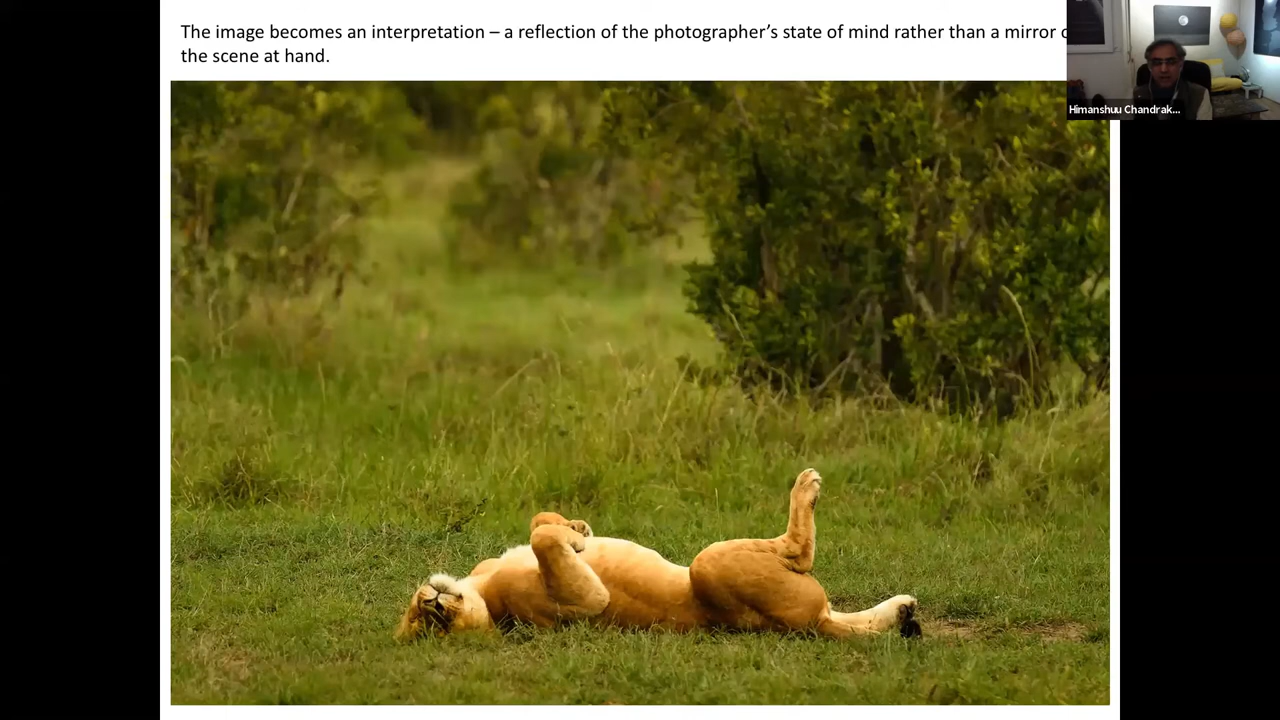 The image becomes an interpretation – a reflection of the photographer’s state of mind rather than a mirror
the scene at hand.
Himanshuu Chandrak...